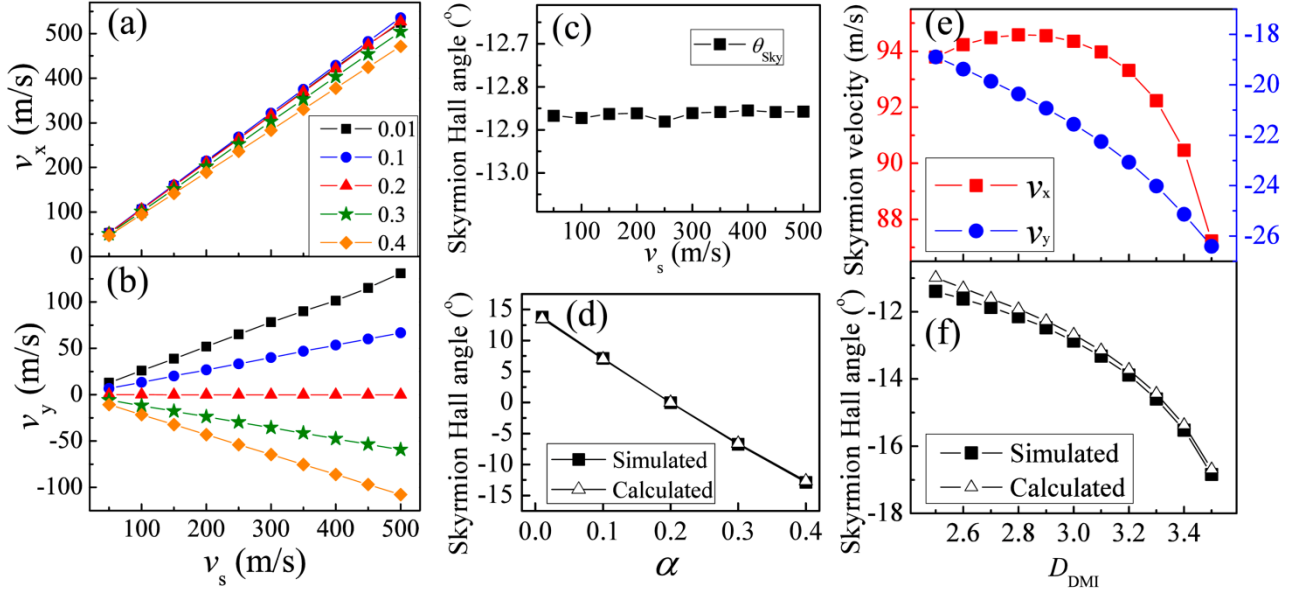 (a)
500
400
300
200
100
0
vₓ (m/s)
0.01
0.1
0.2
0.3
0.4
(b)
100
50
0
-50
-100
v_y (m/s)
100 200 300 400 500
v_s (m/s)
(c)
θ_Sky
-12.7
-12.8
-12.9
-13.0
Skyrmion Hall angle (°)
100 200 300 400 500
v_s (m/s)
(d)
15
10
5
0
-5
-10
-15
Skyrmion Hall angle (°)
Simulated
Calculated
0.0 0.1 0.2 0.3 0.4
α
(e)
94
92
90
88
Skyrmion velocity (m/s)
vₓ
v_y
-18
-20
-22
-24
-26
(f)
-12
-14
-16
-18
Skyrmion Hall angle (°)
Simulated
Calculated
2.6 2.8 3.0 3.2 3.4
D_DMI